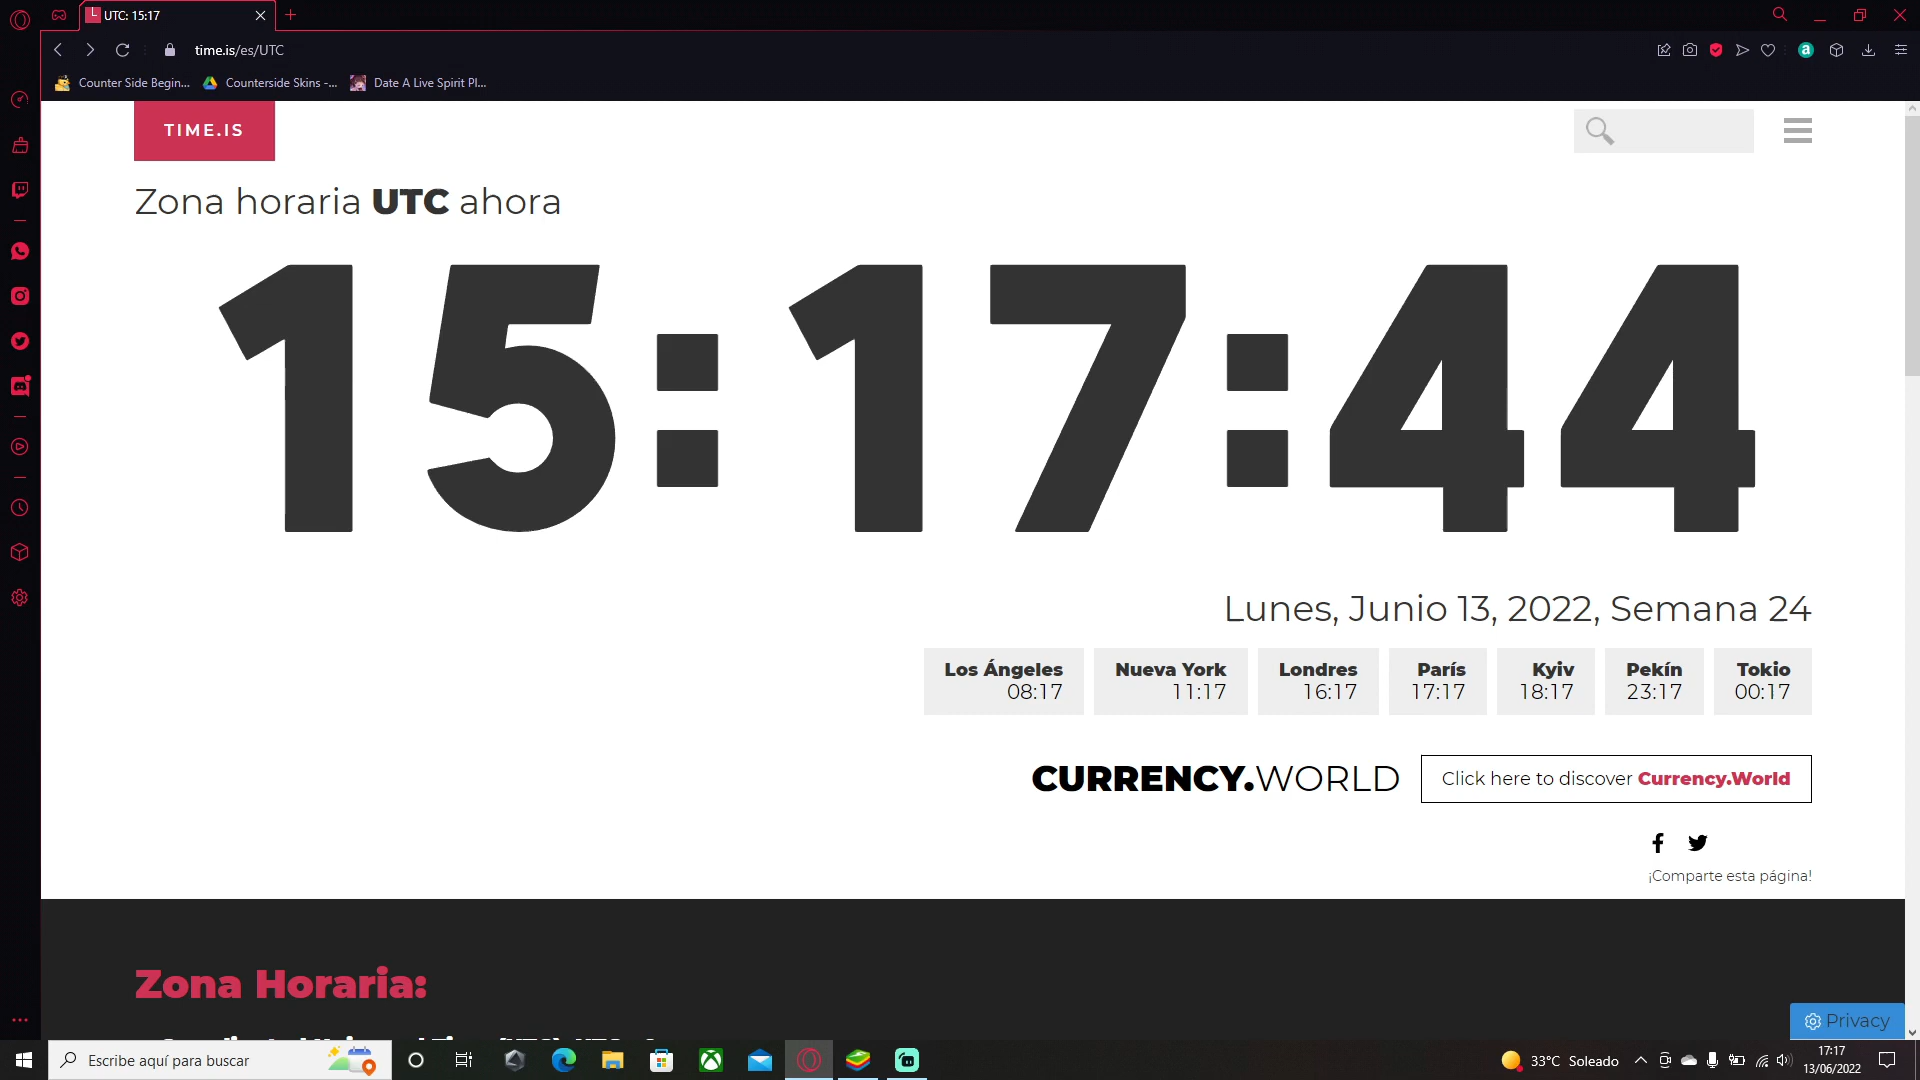 UTC: 15:17
time.is/es/UTC
Counter Side Begin...
Counterside Skins -...
Date A Live Spirit Pl...
TIME.IS
Zona horaria UTC ahora
15:17:44
Lunes, Junio 13, 2022, Semana 24
Los Ángeles
08:17
Nueva York
11:17
Londres
16:17
París
17:17
Kyiv
18:17
Pekín
23:17
Tokio
00:17
CURRENCY.WORLD
Click here to discover Currency.World
¡Comparte esta página!
Zona Horaria:
Privacy
Escribe aquí para buscar
33°C Soleado
17:17
13/06/2022